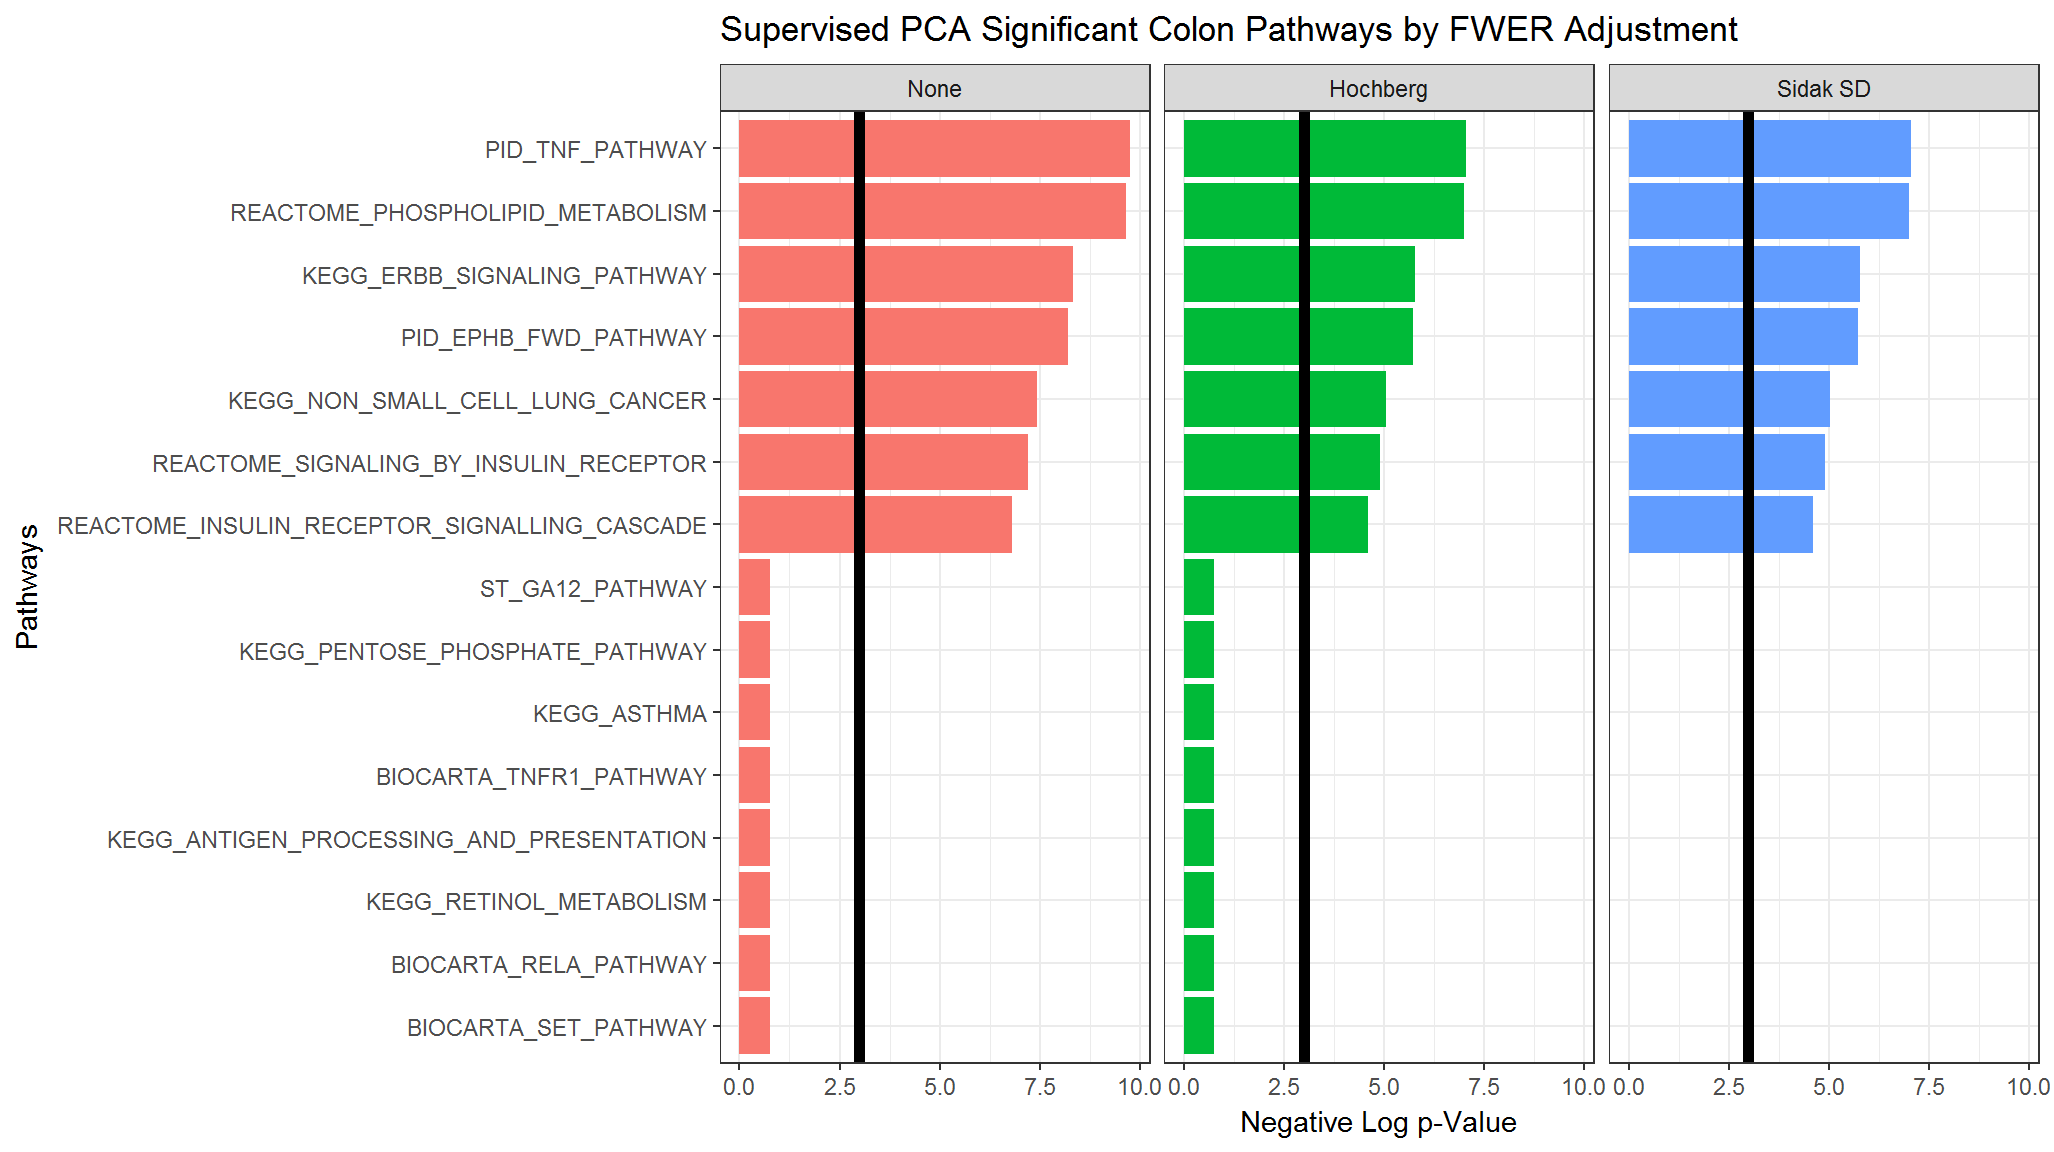 Supervised PCA Significant Colon Pathways by FWER Adjustment
None
Hochberg
Sidak SD
Pathways
PID_TNF_PATHWAY
REACTOME_PHOSPHOLIPID_METABOLISM
KEGG_ERBB_SIGNALING_PATHWAY
PID_EPHB_FWD_PATHWAY
KEGG_NON_SMALL_CELL_LUNG_CANCER
REACTOME_SIGNALING_BY_INSULIN_RECEPTOR
REACTOME_INSULIN_RECEPTOR_SIGNALLING_CASCADE
ST_GA12_PATHWAY
KEGG_PENTOSE_PHOSPHATE_PATHWAY
KEGG_ASTHMA
BIOCARTA_TNFR1_PATHWAY
KEGG_ANTIGEN_PROCESSING_AND_PRESENTATION
KEGG_RETINOL_METABOLISM
BIOCARTA_RELA_PATHWAY
BIOCARTA_SET_PATHWAY
0.0 2.5 5.0 7.5 10.0 0.0 2.5 5.0 7.5 10.0 0.0 2.5 5.0 7.5 10.0
Negative Log p-Value